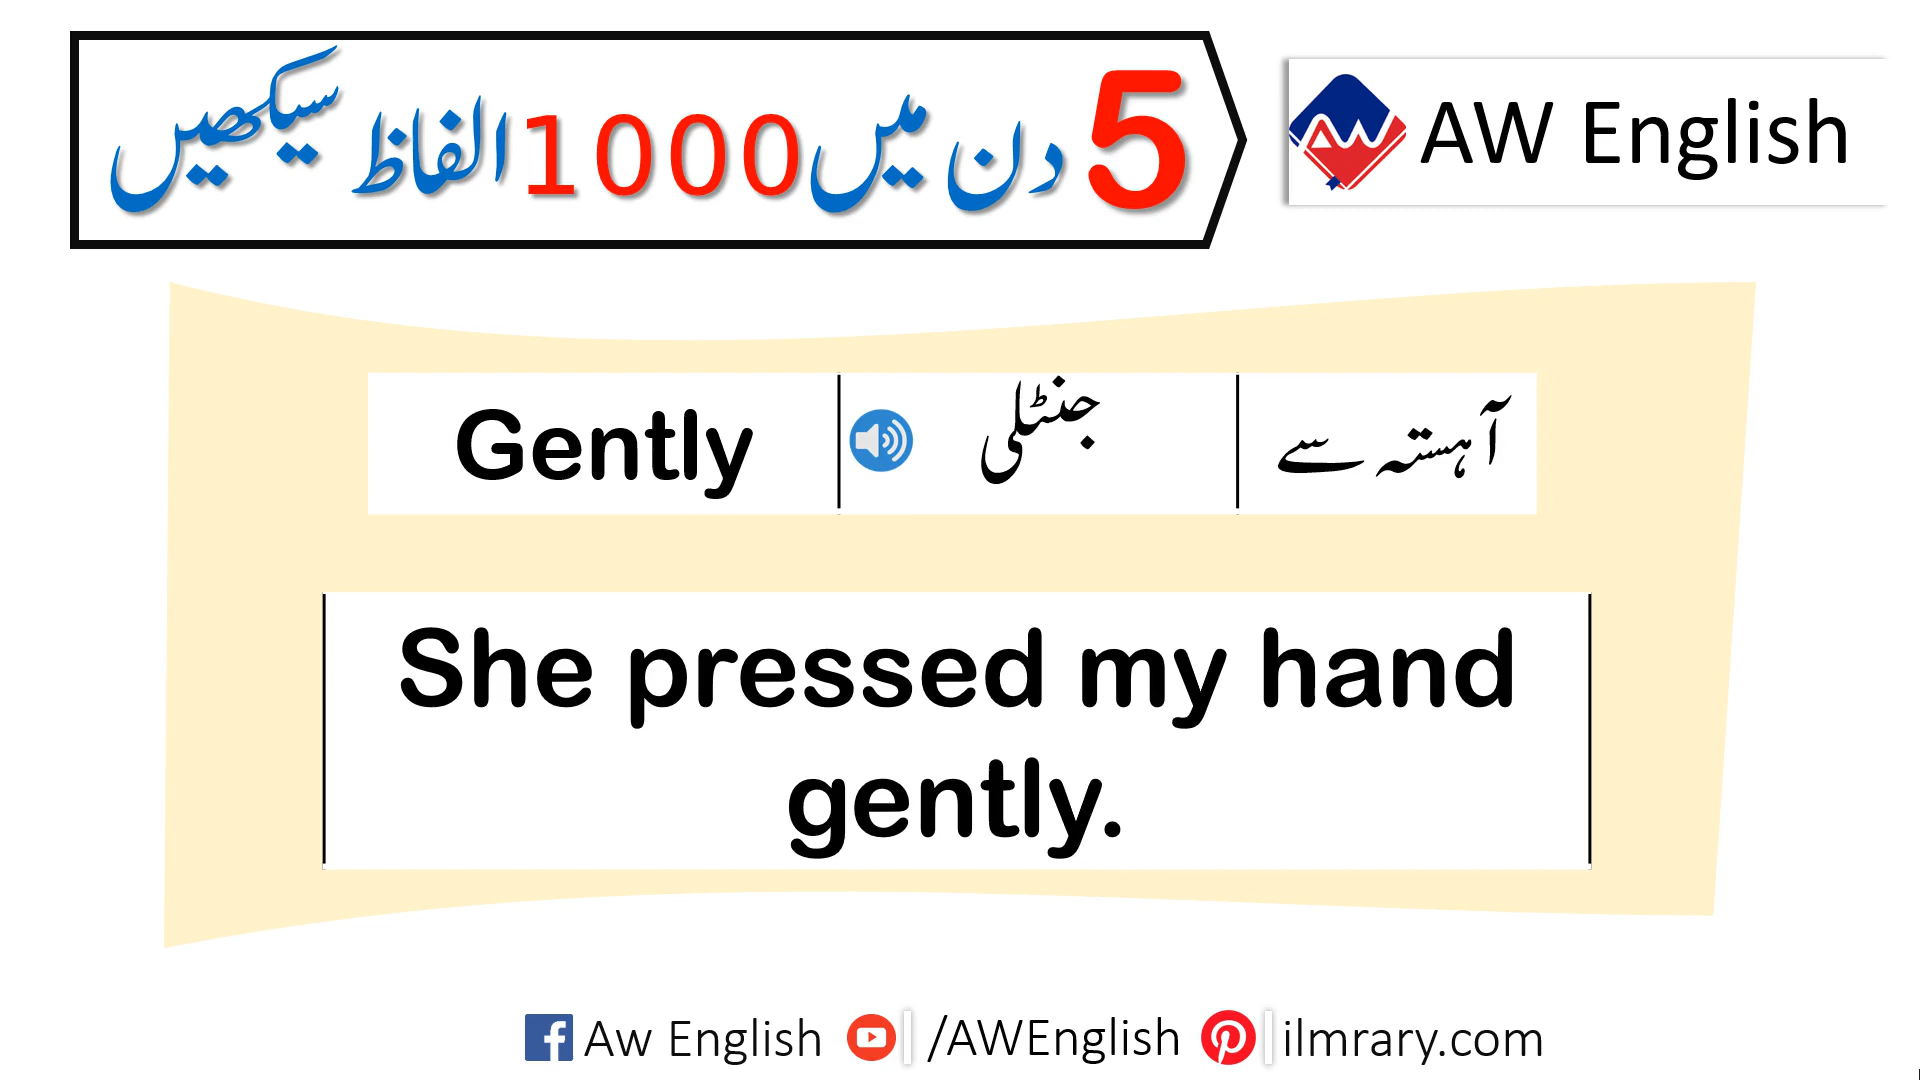 5 دن میں 1000 الفاظ سیکھیں
AW English
Gently جنٹلی آہستہ سے
She pressed my hand
gently.
Aw English /AWEnglish ilmrary.com